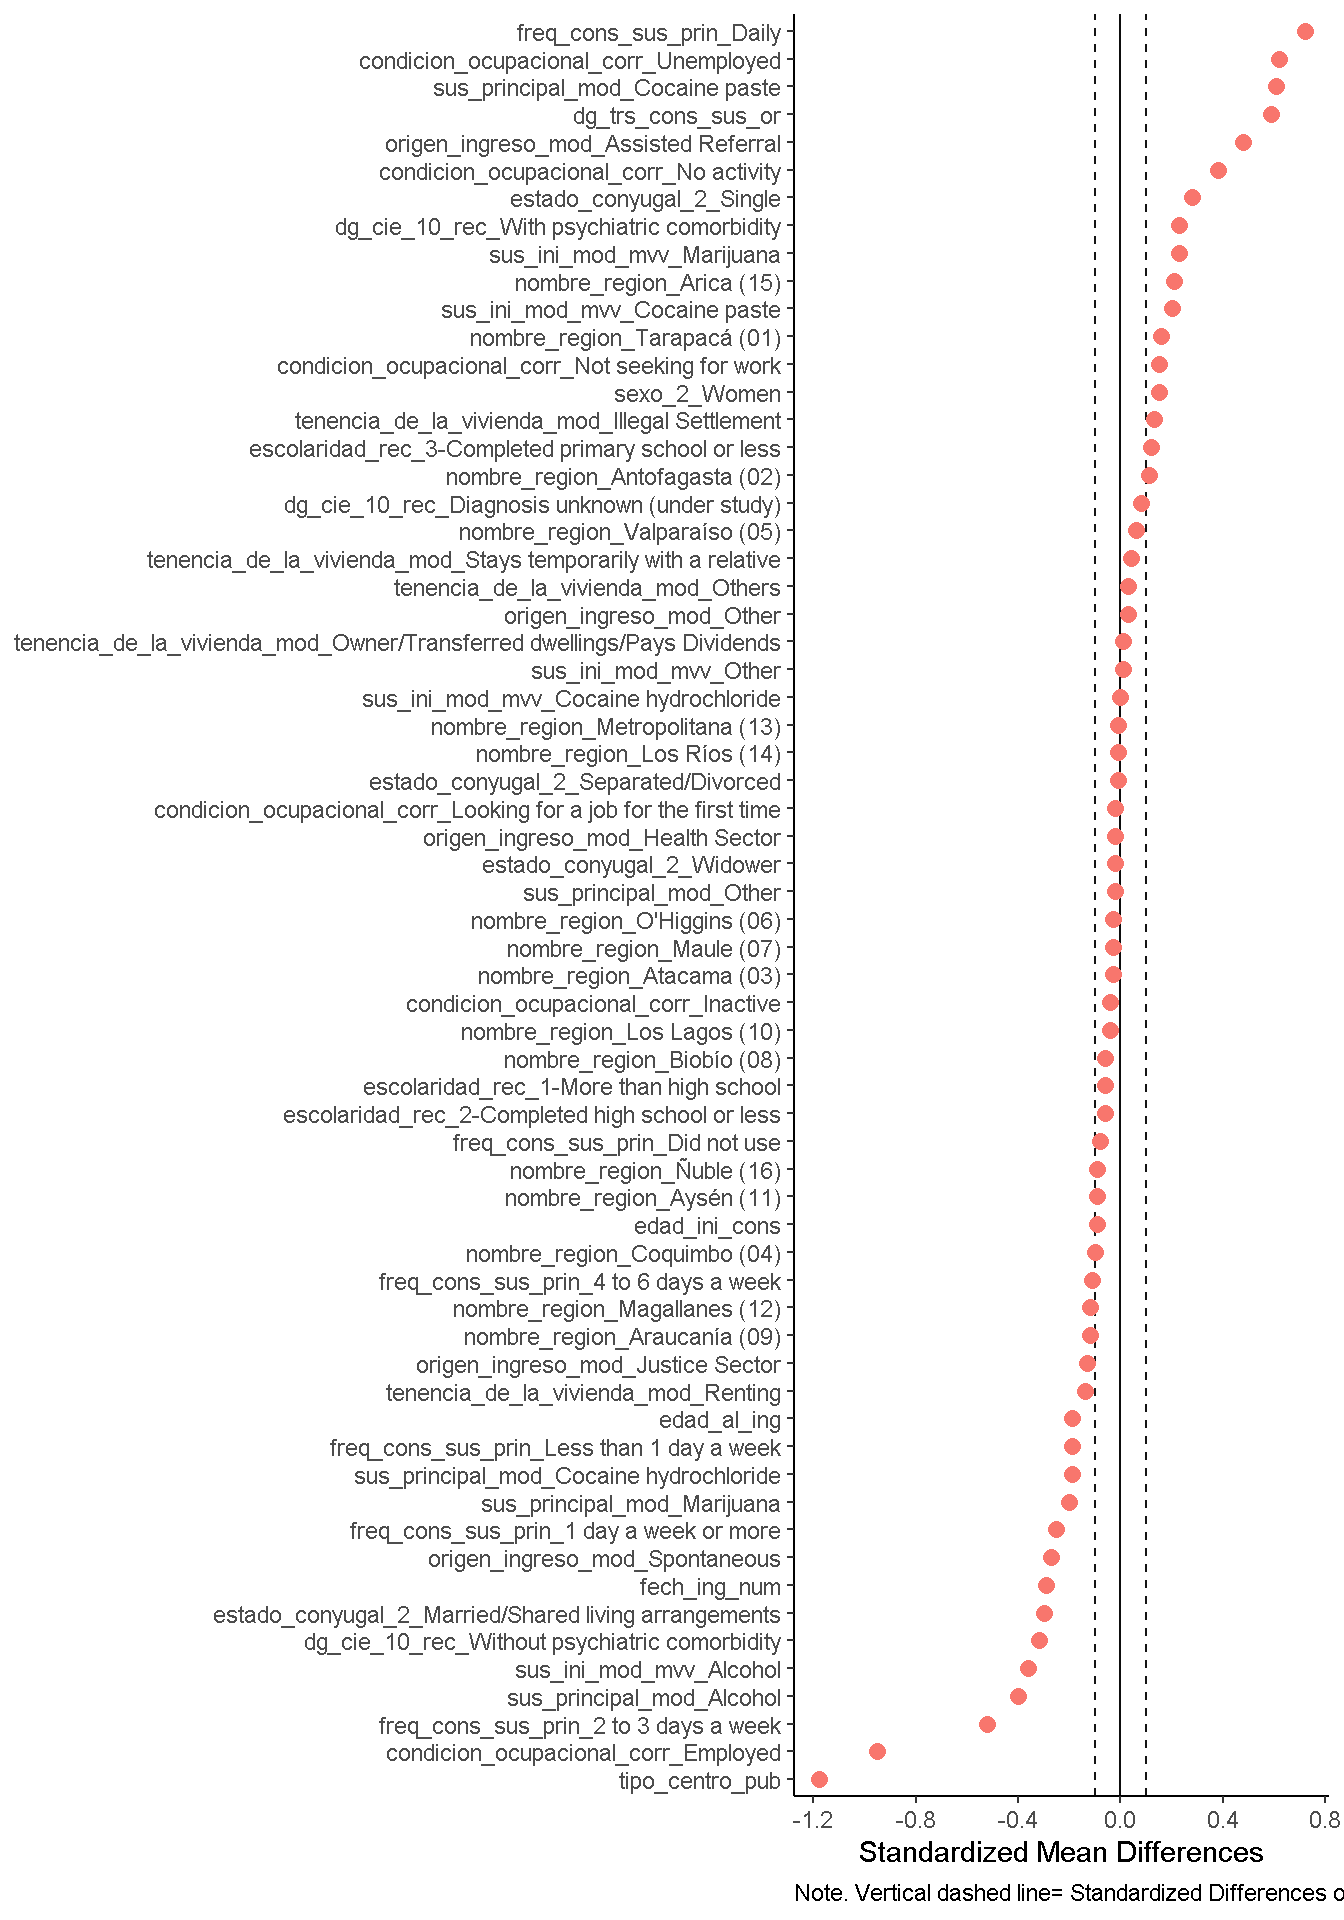 freq_cons_sus_prin_Daily
condicion_ocupacional_corr_Unemployed
sus_principal_mod_Cocaine paste
dg_trs_cons_sus_or
origen_ingreso_mod_Assisted Referral
condicion_ocupacional_corr_No activity
estado_conyugal_2_Single
dg_cie_10_rec_With psychiatric comorbidity
sus_ini_mod_mvv_Marijuana
nombre_region_Arica (15)
sus_ini_mod_mvv_Cocaine paste
nombre_region_Tarapacá (01)
condicion_ocupacional_corr_Not seeking for work
sexo_2_Women
tenencia_de_la_vivienda_mod_Illegal Settlement
escolaridad_rec_3-Completed primary school or less
nombre_region_Antofagasta (02)
dg_cie_10_rec_Diagnosis unknown (under study)
nombre_region_Valparaíso (05)
tenencia_de_la_vivienda_mod_Stays temporarily with a relative
tenencia_de_la_vivienda_mod_Others
origen_ingreso_mod_Other
tenencia_de_la_vivienda_mod_Owner/Transferred dwellings/Pays Dividends
sus_ini_mod_mvv_Other
sus_ini_mod_mvv_Cocaine hydrochloride
nombre_region_Metropolitana (13)
nombre_region_Los Ríos (14)
estado_conyugal_2_Separated/Divorced
condicion_ocupacional_corr_Looking for a job for the first time
origen_ingreso_mod_Health Sector
estado_conyugal_2_Widower
sus_principal_mod_Other
nombre_region_O'Higgins (06)
nombre_region_Maule (07)
nombre_region_Atacama (03)
condicion_ocupacional_corr_Inactive
nombre_region_Los Lagos (10)
nombre_region_Biobío (08)
escolaridad_rec_1-More than high school
escolaridad_rec_2-Completed high school or less
freq_cons_sus_prin_Did not use
nombre_region_Ñuble (16)
nombre_region_Aysén (11)
edad_ini_cons
nombre_region_Coquimbo (04)
freq_cons_sus_prin_4 to 6 days a week
nombre_region_Magallanes (12)
nombre_region_Araucanía (09)
origen_ingreso_mod_Justice Sector
tenencia_de_la_vivienda_mod_Renting
edad_al_ing
freq_cons_sus_prin_Less than 1 day a week
sus_principal_mod_Cocaine hydrochloride
sus_principal_mod_Marijuana
freq_cons_sus_prin_1 day a week or more
origen_ingreso_mod_Spontaneous
fech_ing_num
estado_conyugal_2_Married/Shared living arrangements
dg_cie_10_rec_Without psychiatric comorbidity
sus_ini_mod_mvv_Alcohol
sus_principal_mod_Alcohol
freq_cons_sus_prin_2 to 3 days a week
condicion_ocupacional_corr_Employed
tipo_centro_pub
-1.2 -0.8 -0.4 0.0 0.4 0.8
Standardized Mean Differences
Note. Vertical dashed line= Standardized Differences o